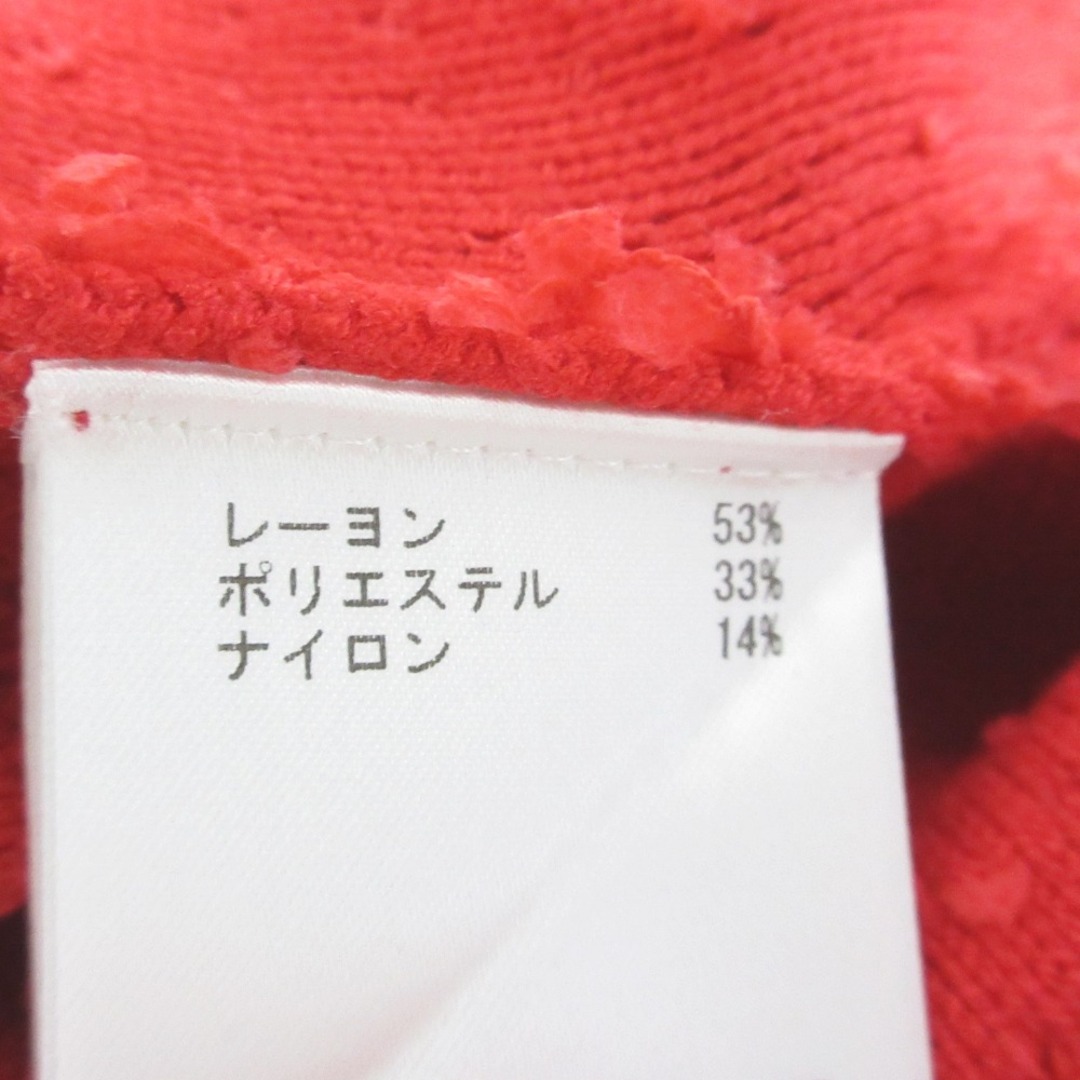 レーヨン 53%
ポリエステル 33%
ナイロン 14%